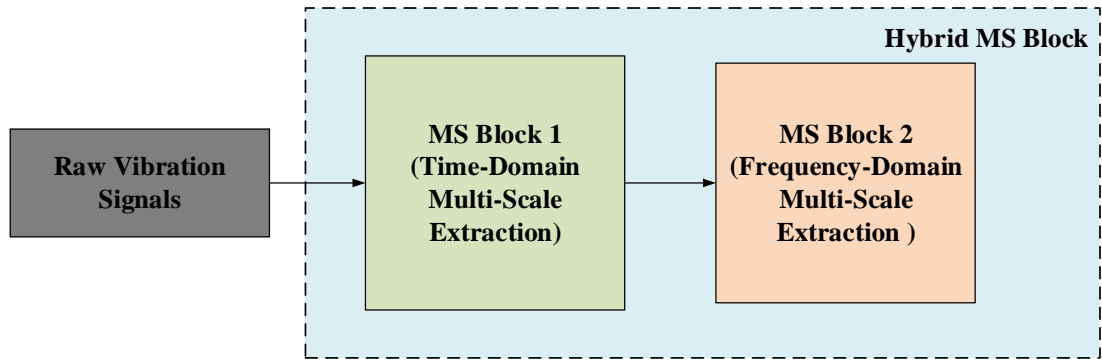 Hybrid MS Block
Raw Vibration
Signals
MS Block 1
(Time-Domain
Multi-Scale
Extraction)
MS Block 2
(Frequency-Domain
Multi-Scale
Extraction )